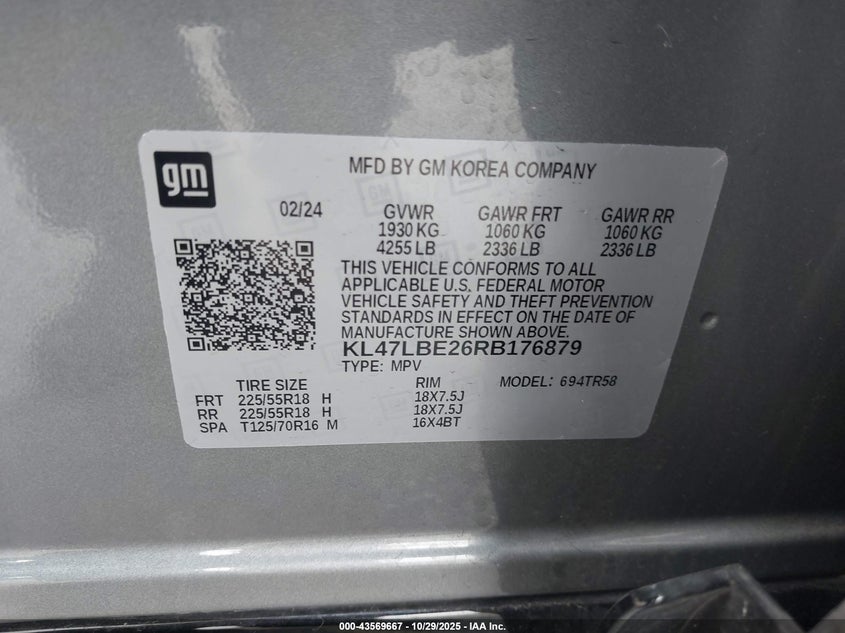 gm
MFD BY GM KOREA COMPANY
02/24
GVWR GAWR FRT GAWR RR
1930 KG 1060 KG 1060 KG
4255 LB 2336 LB 2336 LB
THIS VEHICLE CONFORMS TO ALL
APPLICABLE U.S. FEDERAL MOTOR
VEHICLE SAFETY AND THEFT PREVENTION
STANDARDS IN EFFECT ON THE DATE OF
MANUFACTURE SHOWN ABOVE.
KL47LBE26RB176879
TYPE: MPV
TIRE SIZE RIM MODEL: 694TR58
FRT 225/55R18 H 18X7.5J
RR 225/55R18 H 18X7.5J
SPA T125/70R16 M 16X4BT
000-43569667 - 10/29/2025 - IAA Inc.